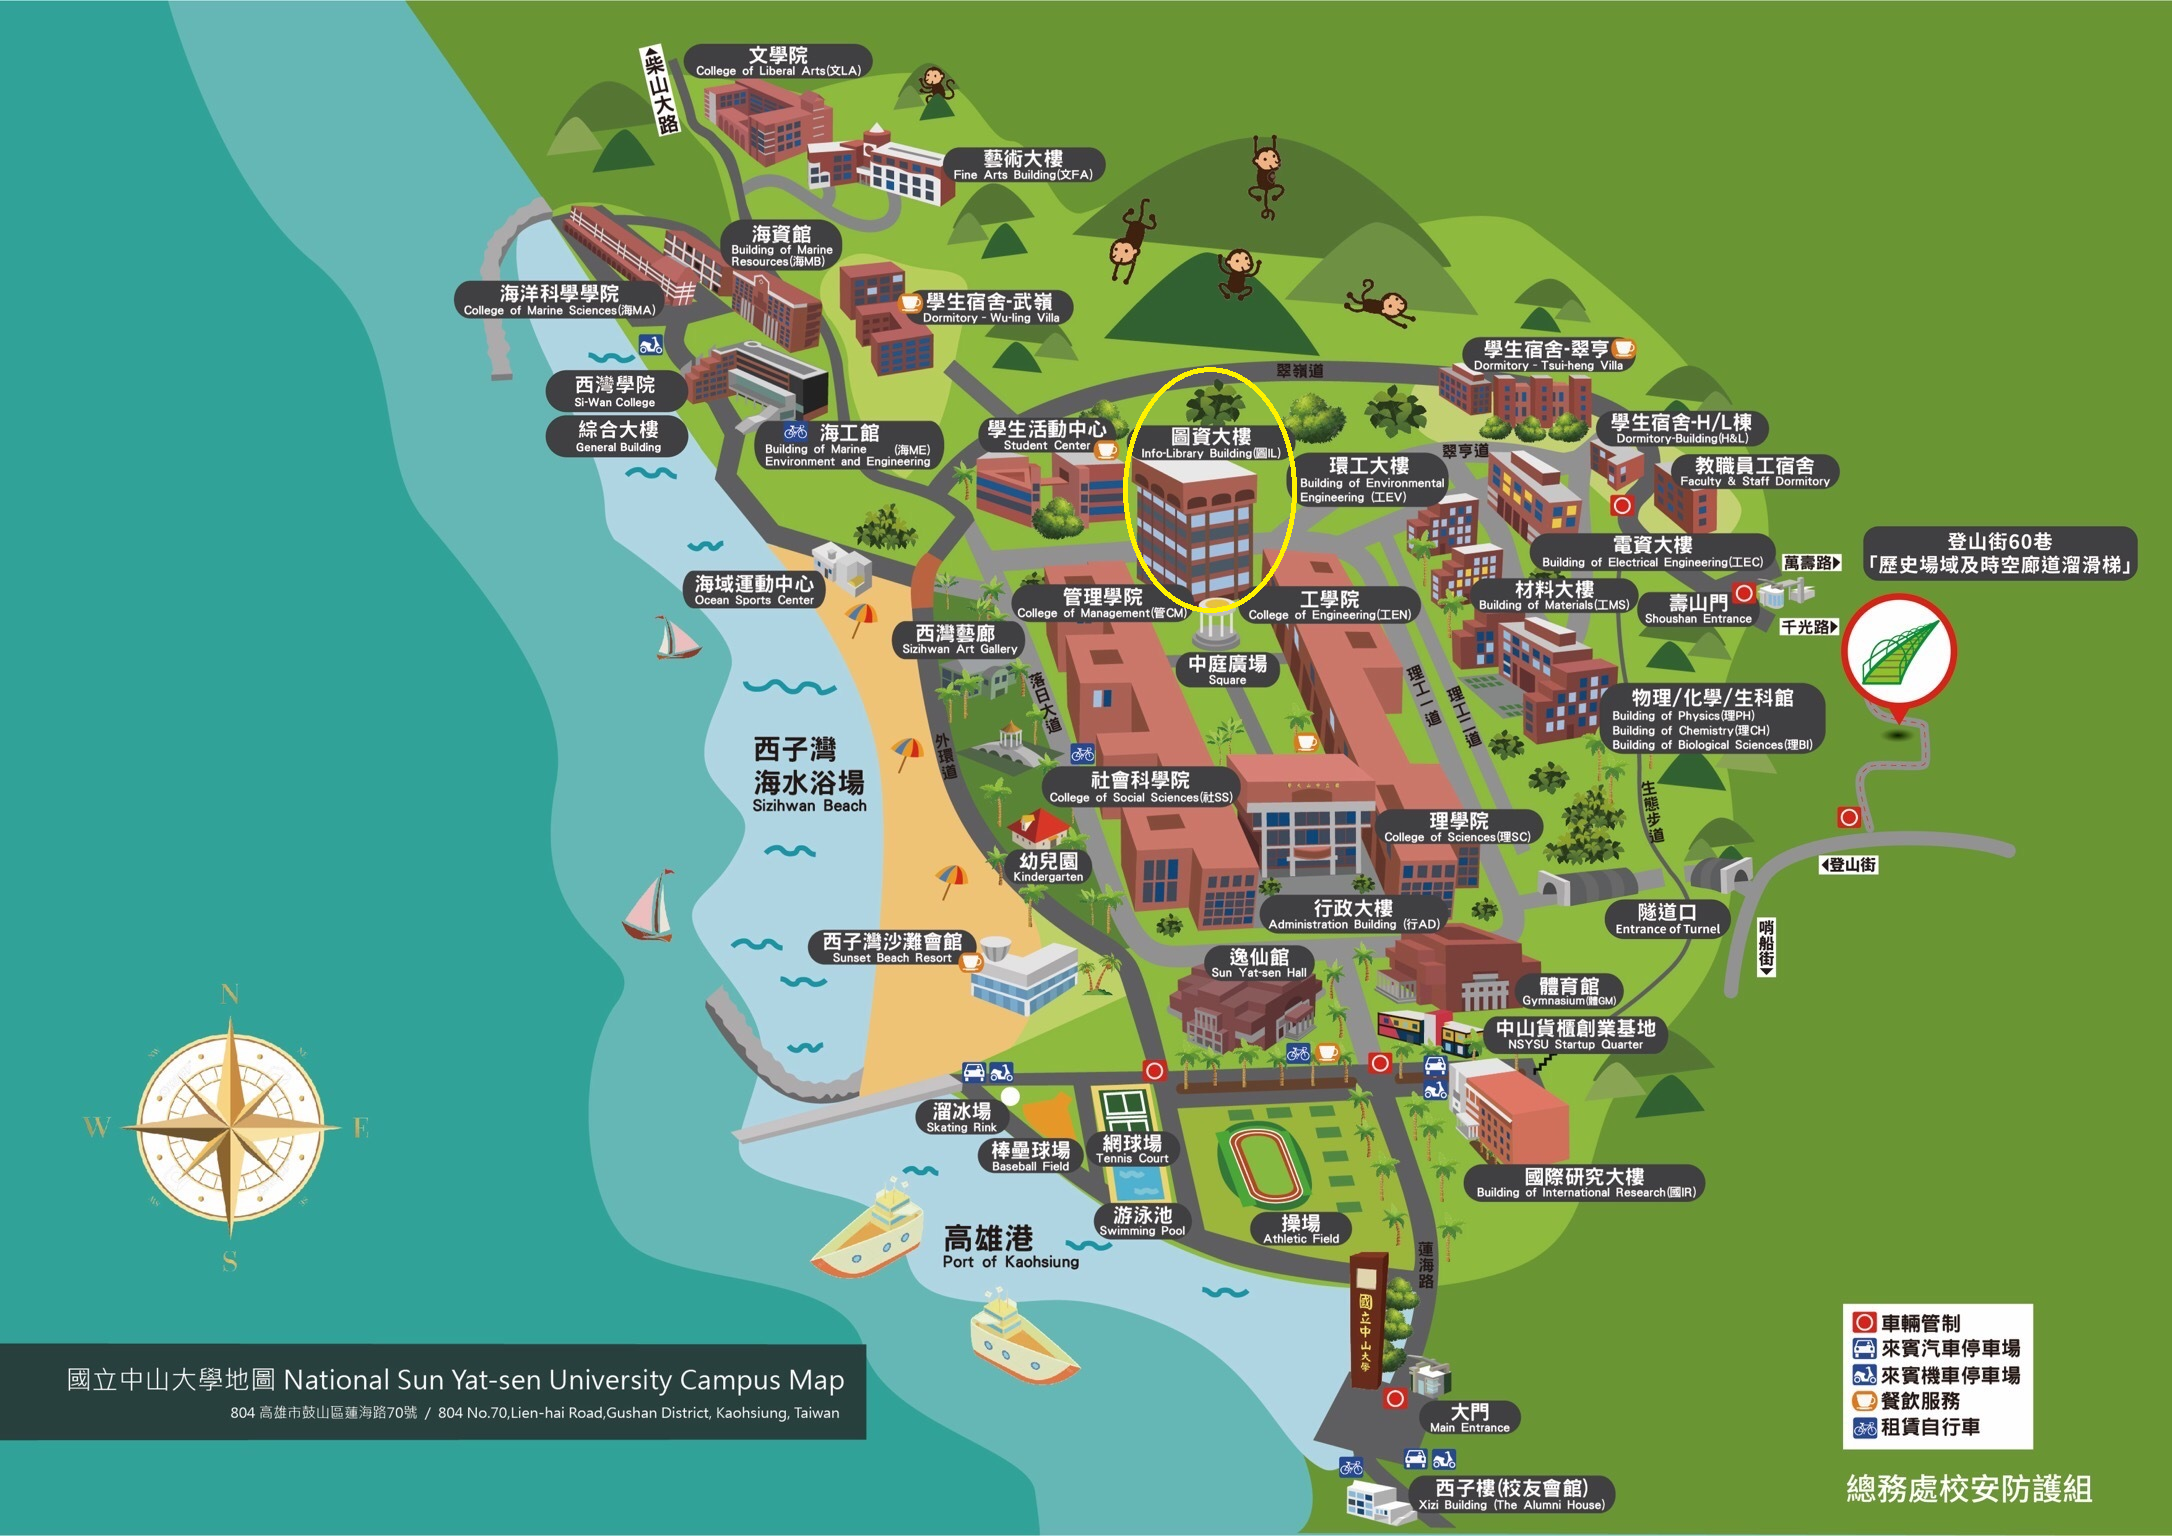 柴山大路
文學院
College of Liberal Arts(文LA)
藝術大樓
Fine Arts Building(文FA)
海資館
Building of Marine
Resources(海MB)
海洋科學學院
College of Marine Sciences(海MA)
學生宿舍-武嶺
Dormitory - Wu-ling Villa
西灣學院
Si-Wan College
綜合大樓
General Building
海工館
Building of Marine (海ME)
Environment and Engineering
翠嶺道
學生宿舍-翠亨
Dormitory - Tsui-heng Villa
學生活動中心
Student Center
圖資大樓
Info-Library Building(圖IL)
環工大樓
Building of Environmental
Engineering (工EV)
翠亨道
學生宿舍-H/L棟
Dormitory-Building(H&L)
教職員工宿舍
Faculty & Staff Dormitory
電資大樓
Building of Electrical Engineering(工EC)
萬壽路
登山街60巷
「歷史場域及時空廊道溜滑梯」
海域運動中心
Ocean Sports Center
管理學院
College of Management(管CM)
工學院
College of Engineering(工EN)
材料大樓
Building of Materials(工MS)
壽山門
Shoushan Entrance
千光路
西灣藝廊
Sizihwan Art Gallery
中庭廣場
Square
落日大道
理工一道
理工二道
物理/化學/生科館
Building of Physics(理PH)
Building of Chemistry(理CH)
Building of Biological Sciences(理BI)
外環道
西子灣
海水浴場
Sizihwan Beach
社會科學院
College of Social Sciences(社SS)
理學院
College of Sciences(理SC)
生態步道
幼兒園
Kindergarten
登山街
行政大樓
Administration Building (行AD)
隧道口
Entrance of Turnel
哨船街
西子灣沙灘會館
Sunset Beach Resort
逸仙館
Sun Yat-sen Hall
體育館
Gymnasium(體GM)
中山貨櫃創業基地
NSYSU Startup Quarter
N
W
E
S
溜冰場
Skating Rink
棒壘球場
Baseball Field
網球場
Tennis Court
游泳池
Swimming Pool
操場
Athletic Field
國際研究大樓
Building of International Research(國IR)
高雄港
Port of Kaohsiung
蓮海路
國立中山大學
大門
Main Entrance
西子樓(校友會館)
Xizi Building (The Alumni House)
國立中山大學地圖 National Sun Yat-sen University Campus Map
804 高雄市鼓山區蓮海路70號 / 804 No.70,Lien-hai Road,Gushan District, Kaohsiung, Taiwan
車輛管制
來賓汽車停車場
來賓機車停車場
餐飲服務
租賃自行車
總務處校安防護組